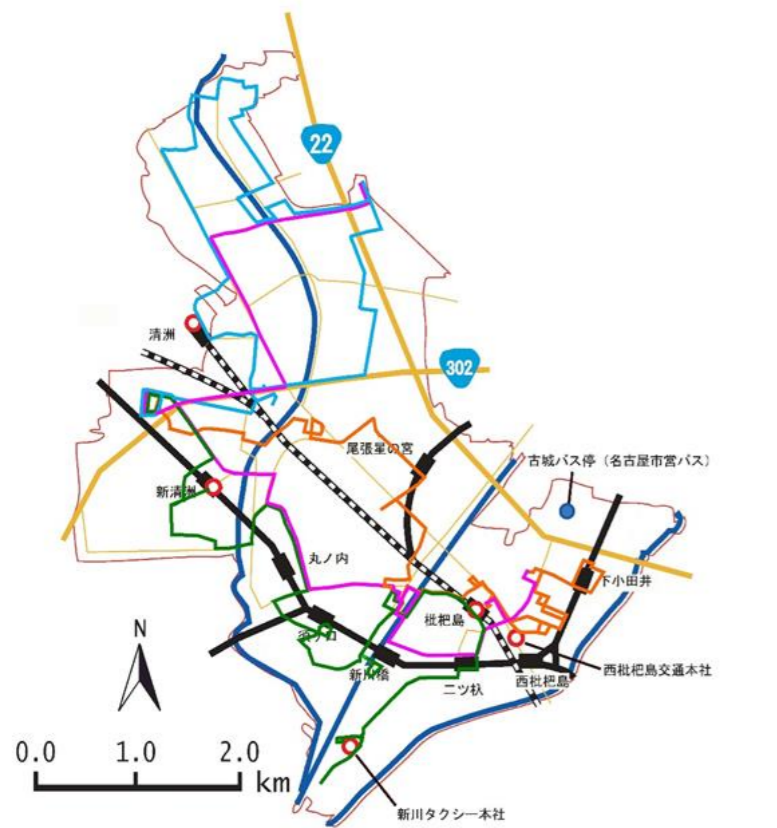 22
清洲
302
尾張星の宮
古城バス停（名古屋市営バス）
新清洲
丸ノ内
下小田井
枇杷島
須ケ口
N
新川橋
西枇杷島交通本社
西枇杷島
二ツ杁
0.0 1.0 2.0
km
新川タクシー本社